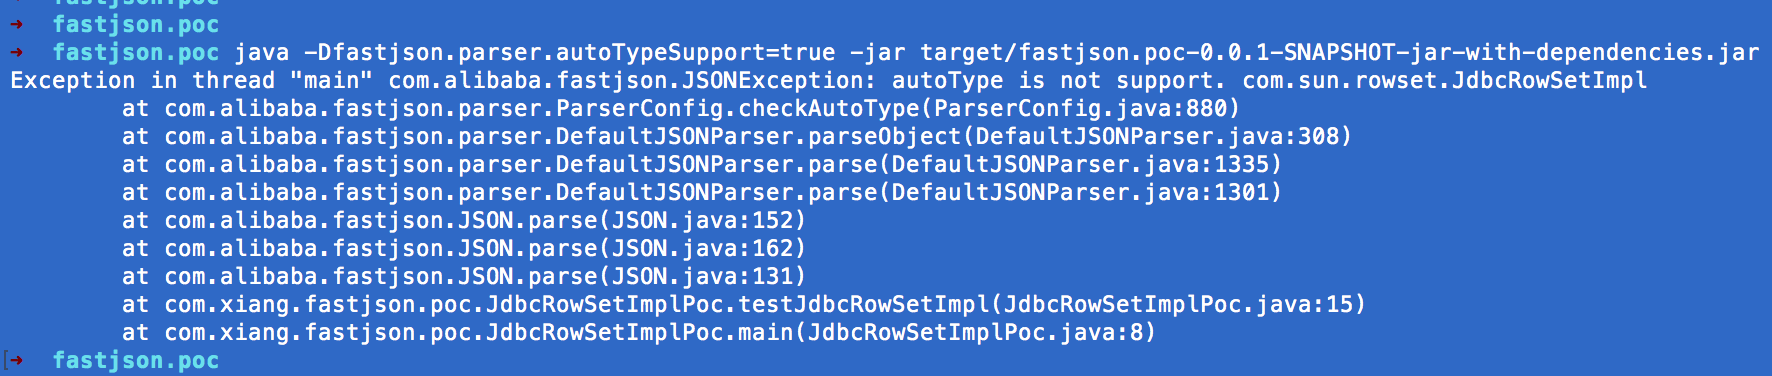 ➜ fastjson.poc
➜ fastjson.poc
➜ fastjson.poc java -Dfastjson.parser.autoTypeSupport=true -jar target/fastjson.poc-0.0.1-SNAPSHOT-jar-with-dependencies.jar
Exception in thread "main" com.alibaba.fastjson.JSONException: autoType is not support. com.sun.rowset.JdbcRowSetImpl
at com.alibaba.fastjson.parser.ParserConfig.checkAutoType(ParserConfig.java:880)
at com.alibaba.fastjson.parser.DefaultJSONParser.parseObject(DefaultJSONParser.java:308)
at com.alibaba.fastjson.parser.DefaultJSONParser.parse(DefaultJSONParser.java:1335)
at com.alibaba.fastjson.parser.DefaultJSONParser.parse(DefaultJSONParser.java:1301)
at com.alibaba.fastjson.JSON.parse(JSON.java:152)
at com.alibaba.fastjson.JSON.parse(JSON.java:162)
at com.alibaba.fastjson.JSON.parse(JSON.java:131)
at com.xiang.fastjson.poc.JdbcRowSetImplPoc.testJdbcRowSetImpl(JdbcRowSetImplPoc.java:15)
at com.xiang.fastjson.poc.JdbcRowSetImplPoc.main(JdbcRowSetImplPoc.java:8)
[➜ fastjson.poc